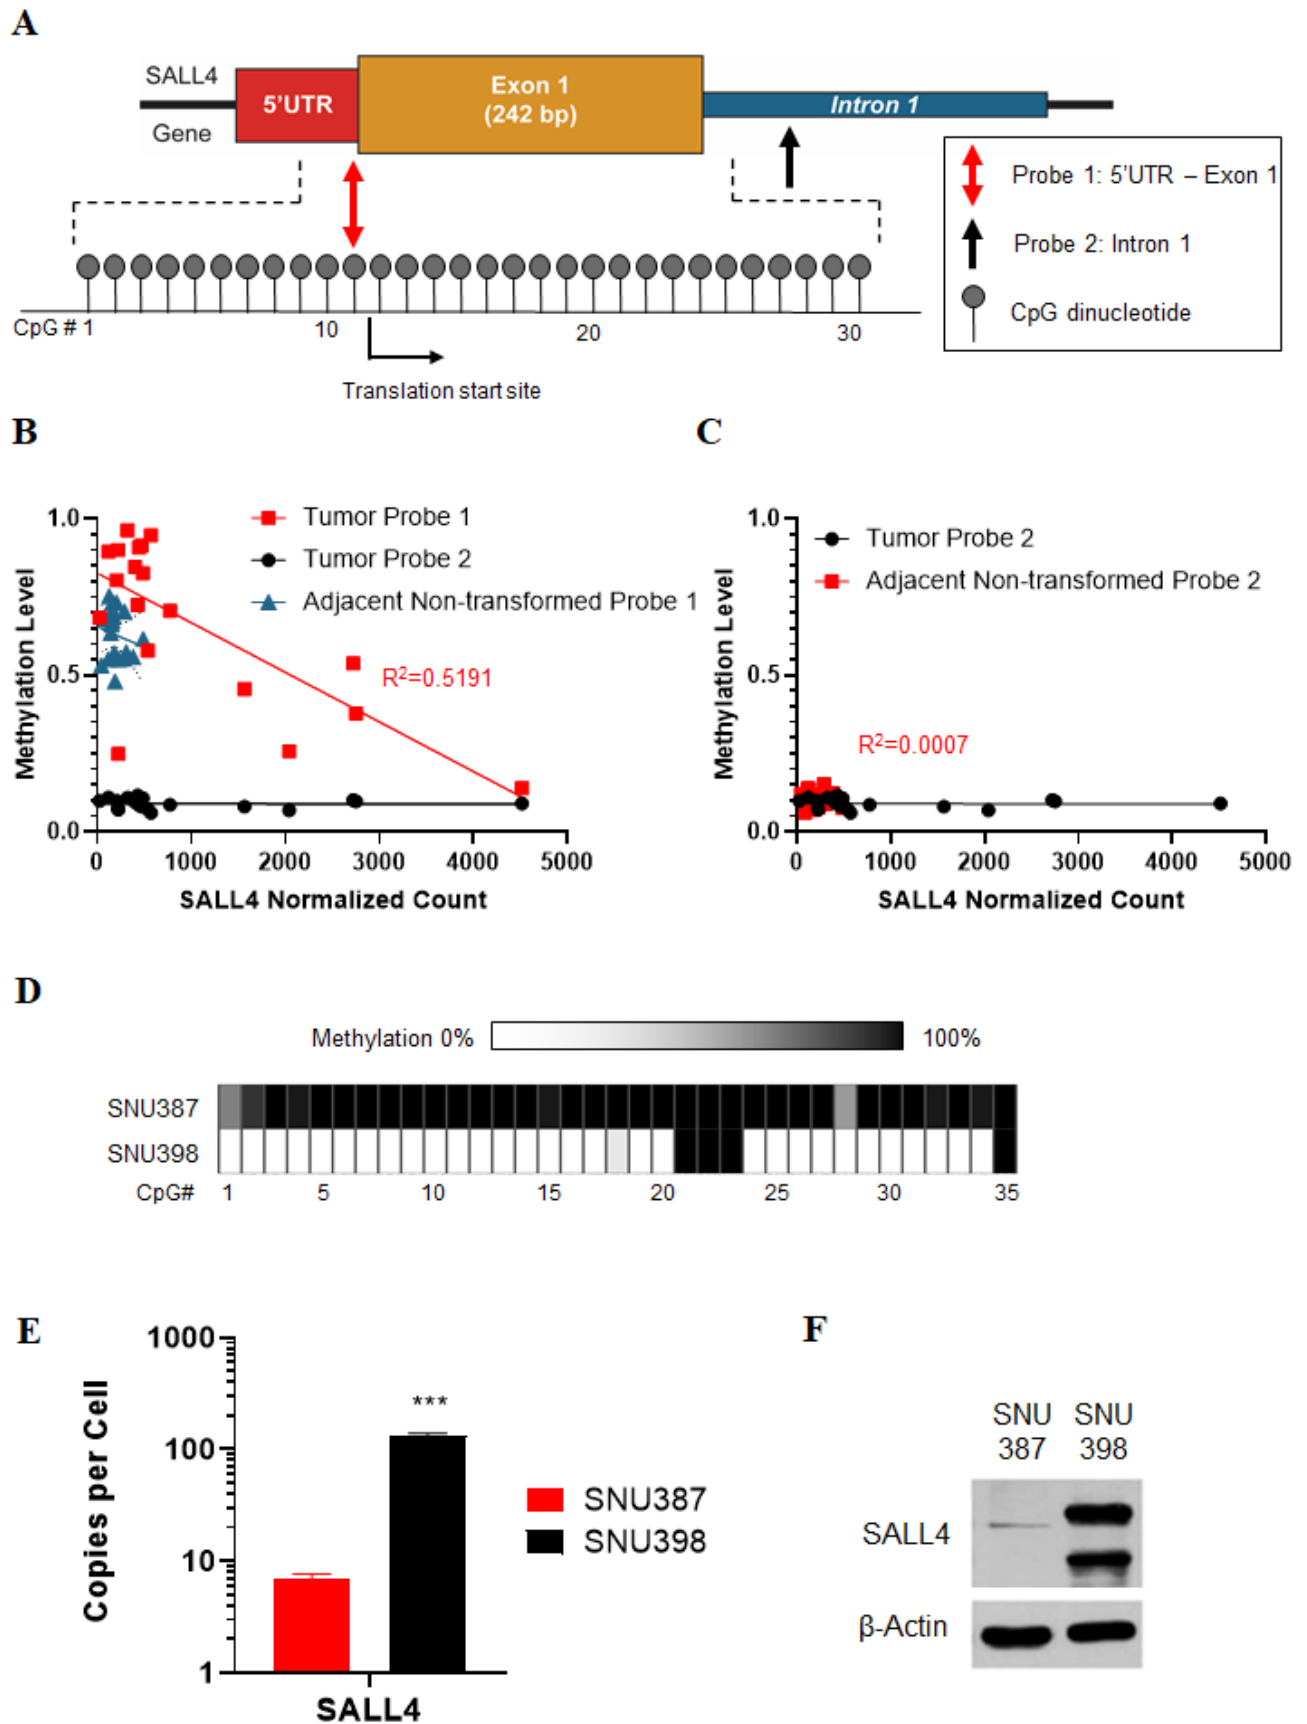 A
SALL4
Gene
5'UTR
Exon 1
(242 bp)
Intron 1
Probe 1: 5'UTR – Exon 1
Probe 2: Intron 1
CpG dinucleotide
CpG # 1
10
20
30
Translation start site
B
1.0
0.5
0.0
Methylation Level
Tumor Probe 1
Tumor Probe 2
Adjacent Non-transformed Probe 1
R²=0.5191
0 1000 2000 3000 4000 5000
SALL4 Normalized Count
C
1.0
0.5
0.0
Methylation Level
Tumor Probe 2
Adjacent Non-transformed Probe 2
R²=0.0007
0 1000 2000 3000 4000 5000
SALL4 Normalized Count
D
Methylation 0% 100%
SNU387
SNU398
CpG# 1 5 10 15 20 25 30 35
E
1000
100
10
1
Copies per Cell
***
SNU387
SNU398
SALL4
F
SNU SNU
387 398
SALL4
β-Actin